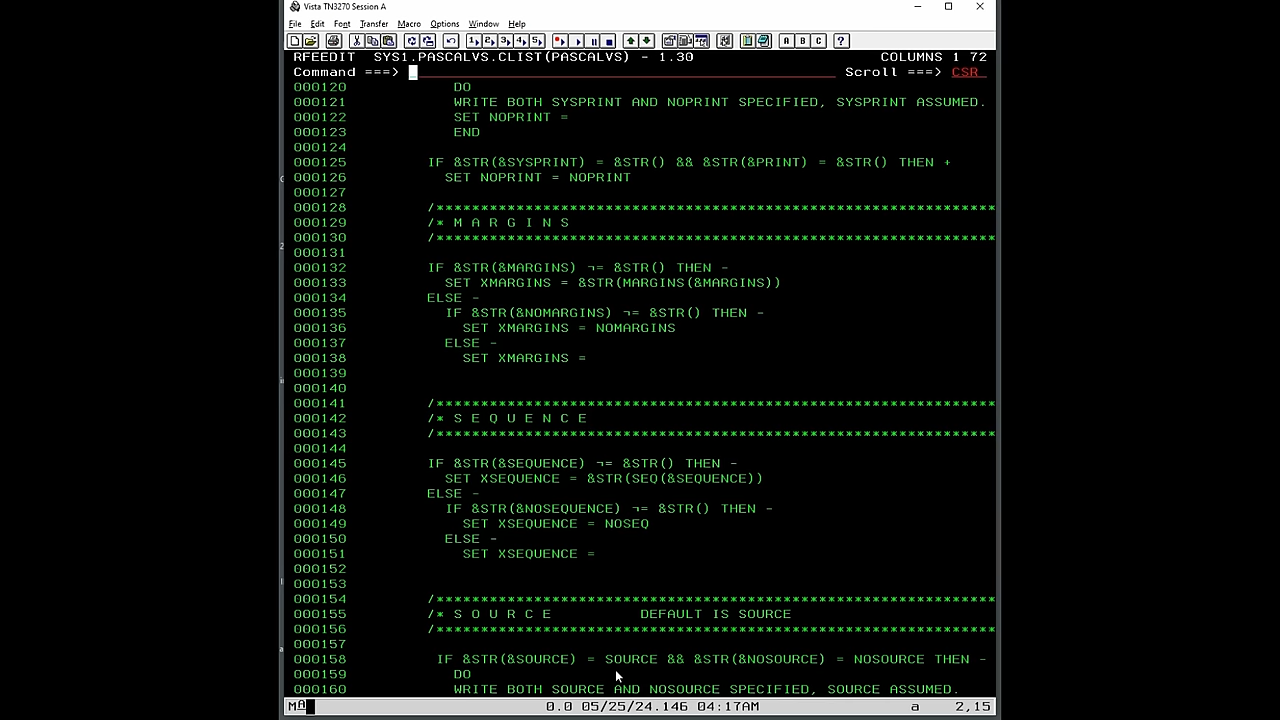 Vista TN3270 Session A
File Edit Font Transfer Macro Options Window Help
RFEEDIT SYS1.PASCALVS.CLIST(PASCALVS) - 1.30 COLUMNS 1 72
Command ===> Scroll ===> CSR
000120 DO
000121 WRITE BOTH SYSPRINT AND NOPRINT SPECIFIED, SYSPRINT ASSUMED.
000122 SET NOPRINT =
000123 END
000124
000125 IF &STR(&SYSPRINT) = &STR() && &STR(&PRINT) = &STR() THEN +
000126 SET NOPRINT = NOPRINT
000127
000128 /****************************************************************
000129 /* M A R G I N S
000130 /****************************************************************
000131
000132 IF &STR(&MARGINS) ¬= &STR() THEN -
000133 SET XMARGINS = &STR(MARGINS(&MARGINS))
000134 ELSE -
000135 IF &STR(&NOMARGINS) ¬= &STR() THEN -
000136 SET XMARGINS = NOMARGINS
000137 ELSE -
000138 SET XMARGINS =
000139
000140
000141 /****************************************************************
000142 /* S E Q U E N C E
000143 /****************************************************************
000144
000145 IF &STR(&SEQUENCE) ¬= &STR() THEN -
000146 SET XSEQUENCE = &STR(SEQ(&SEQUENCE))
000147 ELSE -
000148 IF &STR(&NOSEQUENCE) ¬= &STR() THEN -
000149 SET XSEQUENCE = NOSEQ
000150 ELSE -
000151 SET XSEQUENCE =
000152
000153
000154 /****************************************************************
000155 /* S O U R C E DEFAULT IS SOURCE
000156 /****************************************************************
000157
000158 IF &STR(&SOURCE) = SOURCE && &STR(&NOSOURCE) = NOSOURCE THEN -
000159 DO
000160 WRITE BOTH SOURCE AND NOSOURCE SPECIFIED, SOURCE ASSUMED.
MA 0.0 05/25/24.146 04:17AM a 2,15